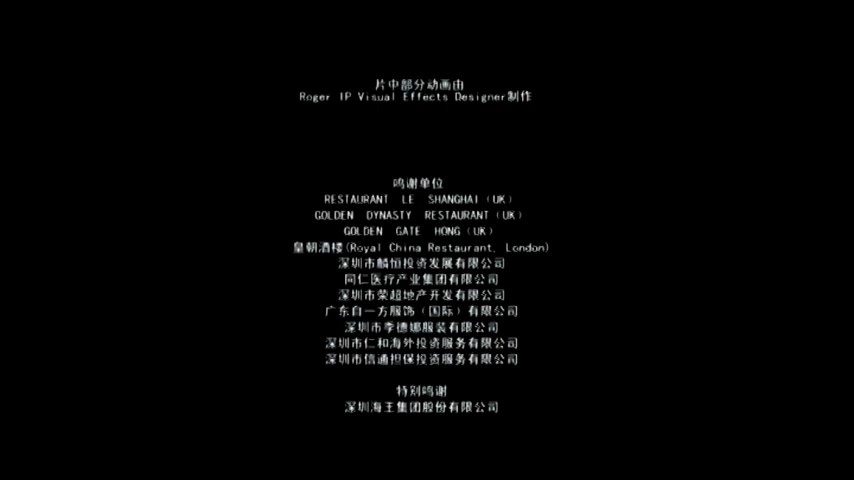 片中部分动画由
Roger IP Visual Effects Designer制作
鸣谢单位
RESTAURANT LE SHANGHAI (UK)
GOLDEN DYNASTY RESTAURANT (UK)
GOLDEN GATE HONG (UK)
皇朝酒楼(Royal China Restaurant, London)
深圳市麟恒投资发展有限公司
同仁医疗产业集团有限公司
深圳市荣超地产开发有限公司
广东自一方服饰（国际）有限公司
深圳市季德娜服装有限公司
深圳市仁和海外投资服务有限公司
深圳市信通担保投资服务有限公司
特别鸣谢
深圳海王集团股份有限公司